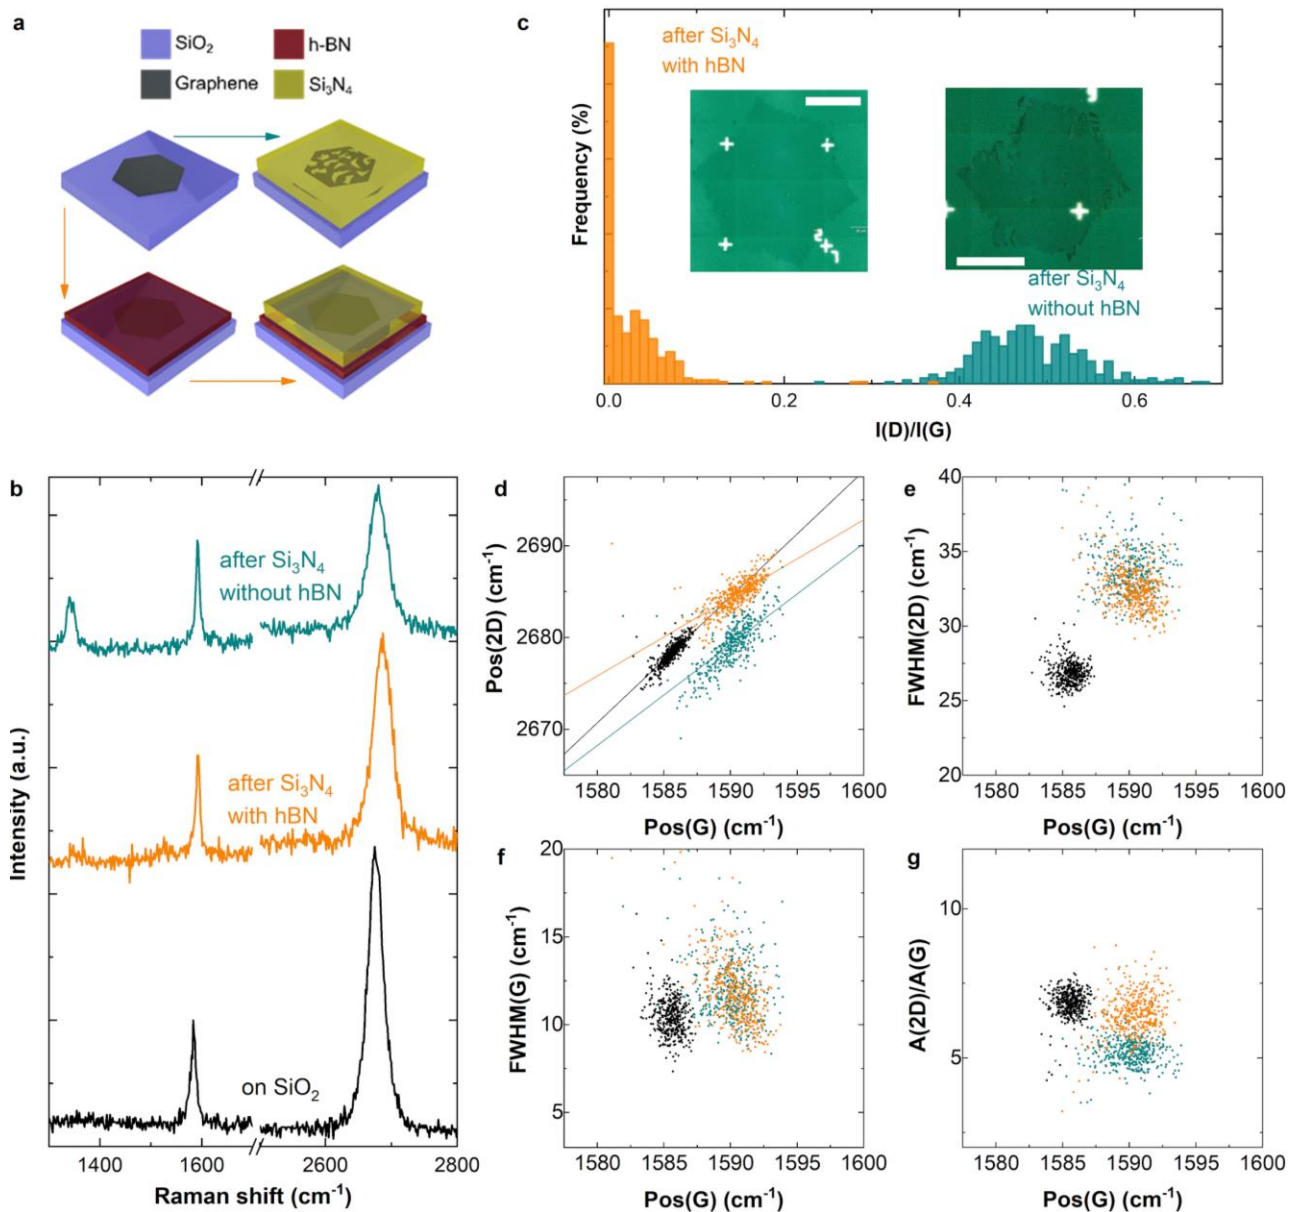 a
SiO₂
h-BN
Graphene
Si₃N₄
c
after Si₃N₄
with hBN
Frequency (%)
2
after Si₃N₄
without hBN
0.0
0.2
0.4
0.6
I(D)/I(G)
b
after Si₃N₄
without hBN
after Si₃N₄
with hBN
on SiO₂
Intensity (a.u.)
1400
1600
2600
2800
Raman shift (cm⁻¹)
d
2690
2680
2670
Pos(2D) (cm⁻¹)
1580
1585
1590
1595
1600
Pos(G) (cm⁻¹)
e
40
35
30
25
20
FWHM(2D) (cm⁻¹)
1580
1585
1590
1595
1600
Pos(G) (cm⁻¹)
f
20
15
10
5
FWHM(G) (cm⁻¹)
1580
1585
1590
1595
1600
Pos(G) (cm⁻¹)
g
10
5
A(2D)/A(G)
1580
1585
1590
1595
1600
Pos(G) (cm⁻¹)